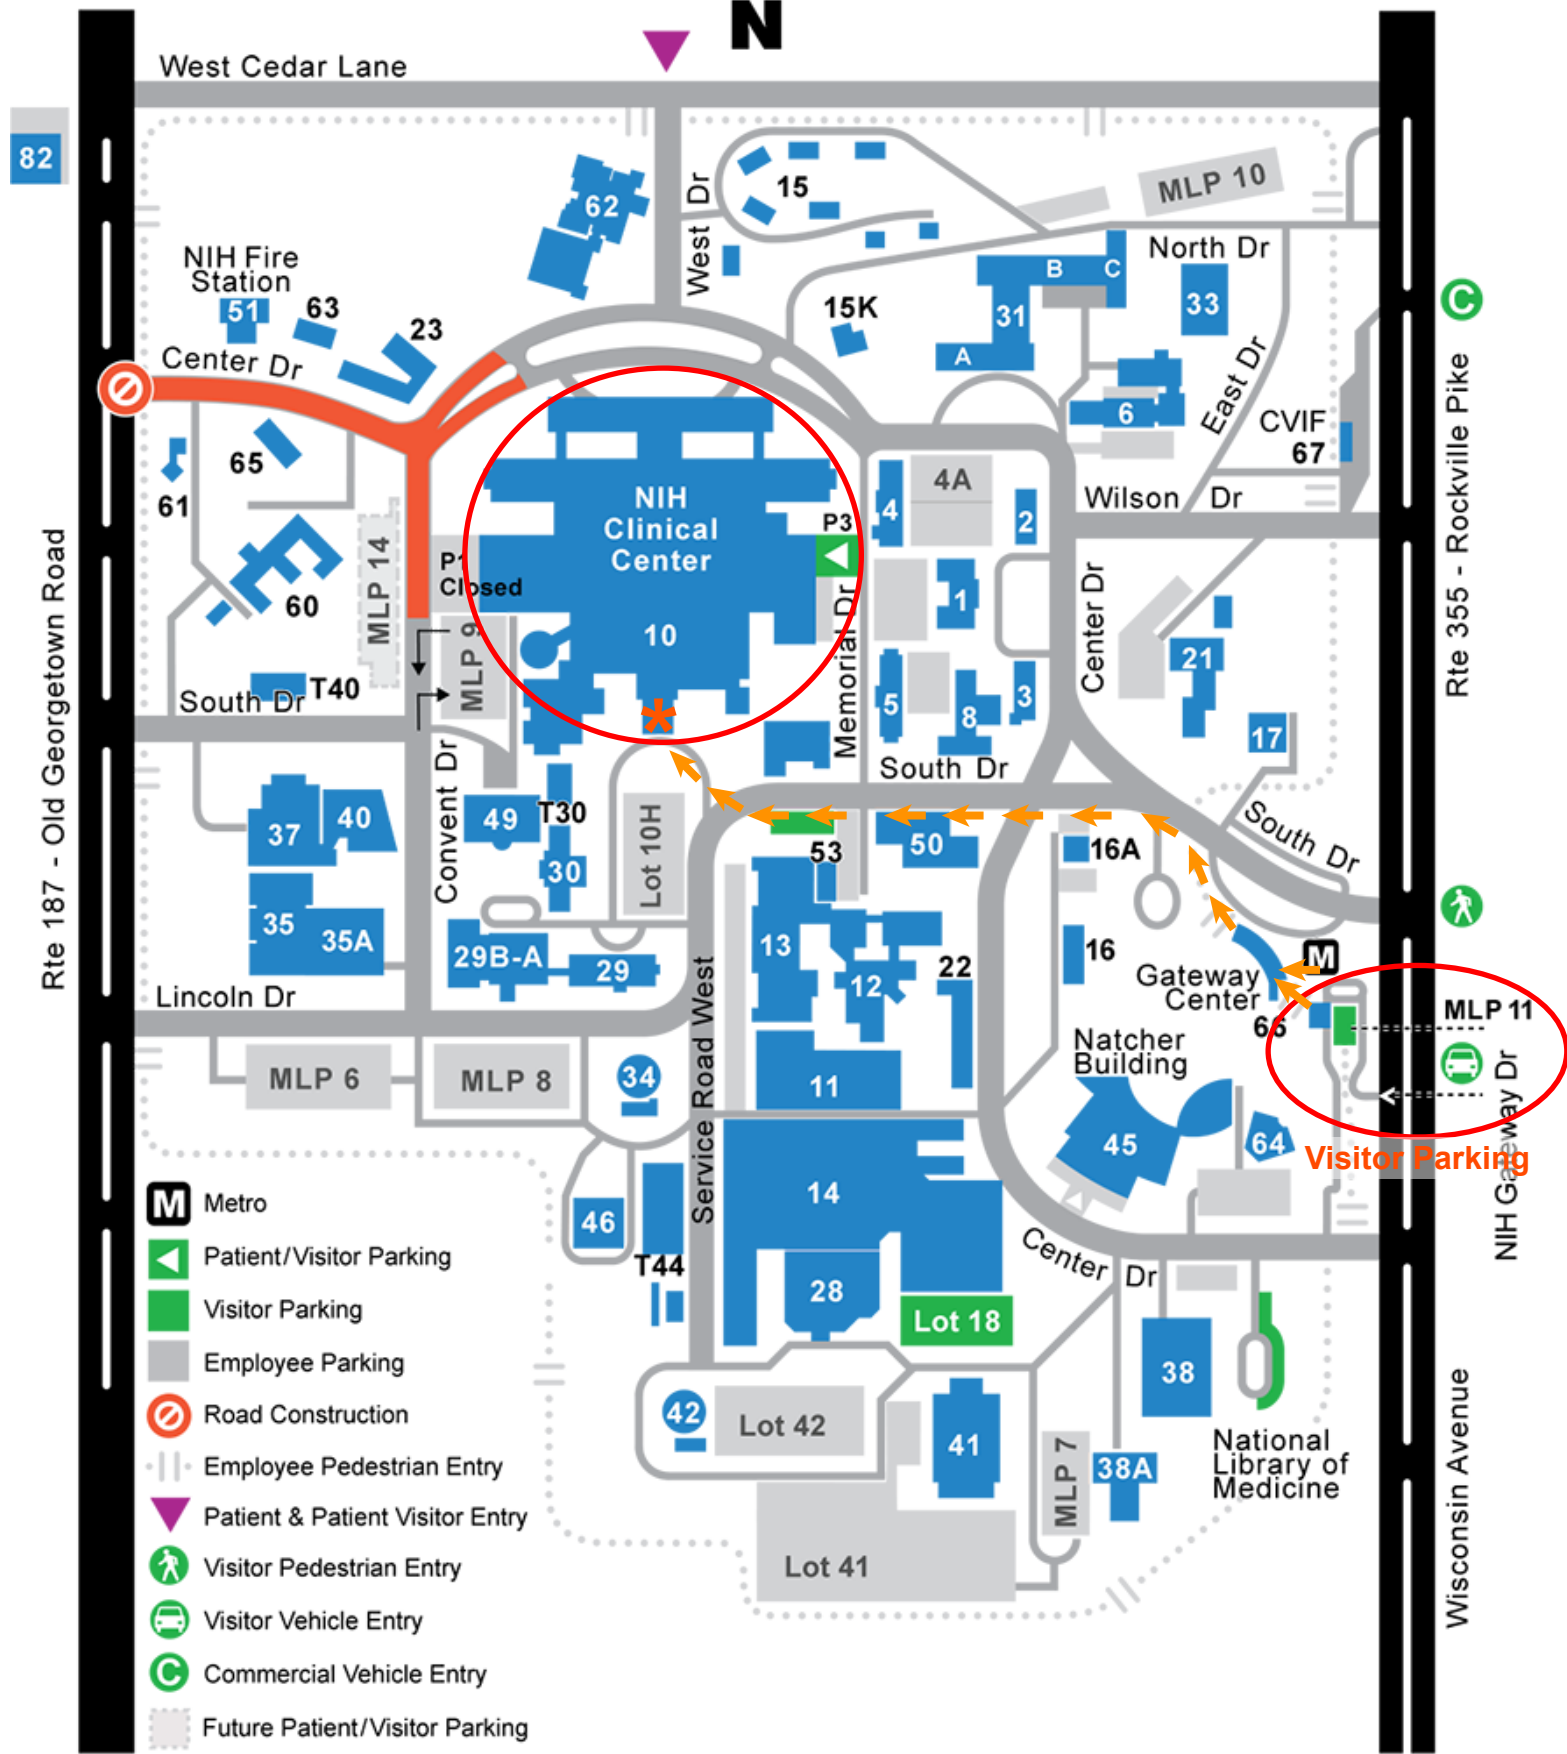 N
West Cedar Lane
82
62
West Dr
15
MLP 10
NIH Fire
Station
51
63
23
15K
B
C
31
A
North Dr
33
Center Dr
East Dr
6
CVIF
67
C
Rte 355 - Rockville Pike
65
61
60
MLP 14
P1
Closed
NIH
Clinical
Center
P3
10
4
4A
2
Wilson Dr
1
Center Dr
21
17
MLP 9
T40
South Dr
Memorial Dr
5
8
3
*
South Dr
South Dr
Rte 187 - Old Georgetown Road
37
40
Convent Dr
49
T30
30
Lot 10H
53
50
16A
35
35A
29B-A
29
13
12
22
16
M
Gateway
Center
66
MLP 11
Lincoln Dr
Service Road West
Natcher
Building
NIH Gateway Dr
MLP 6
MLP 8
34
11
45
64
Visitor Parking
14
46
T44
28
Lot 18
Center Dr
38
42
Lot 42
41
MLP 7
38A
National
Library of
Medicine
Lot 41
Wisconsin Avenue
M Metro
Patient/Visitor Parking
Visitor Parking
Employee Parking
Road Construction
Employee Pedestrian Entry
Patient & Patient Visitor Entry
Visitor Pedestrian Entry
Visitor Vehicle Entry
C Commercial Vehicle Entry
Future Patient/Visitor Parking